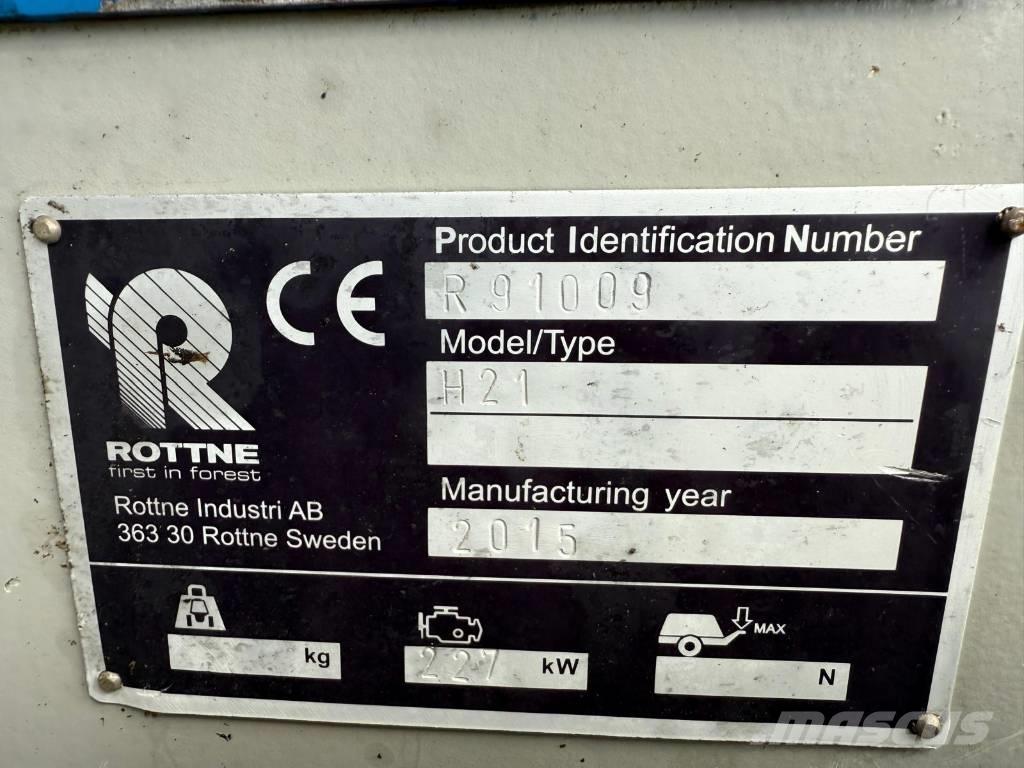 Product Identification Number
R91009
CE
Model/Type
H21
ROTTNE
first in forest
Manufacturing year
Rottne Industri AB
2015
363 30 Rottne Sweden
kg
227 kW
MAX
N
MASCUS